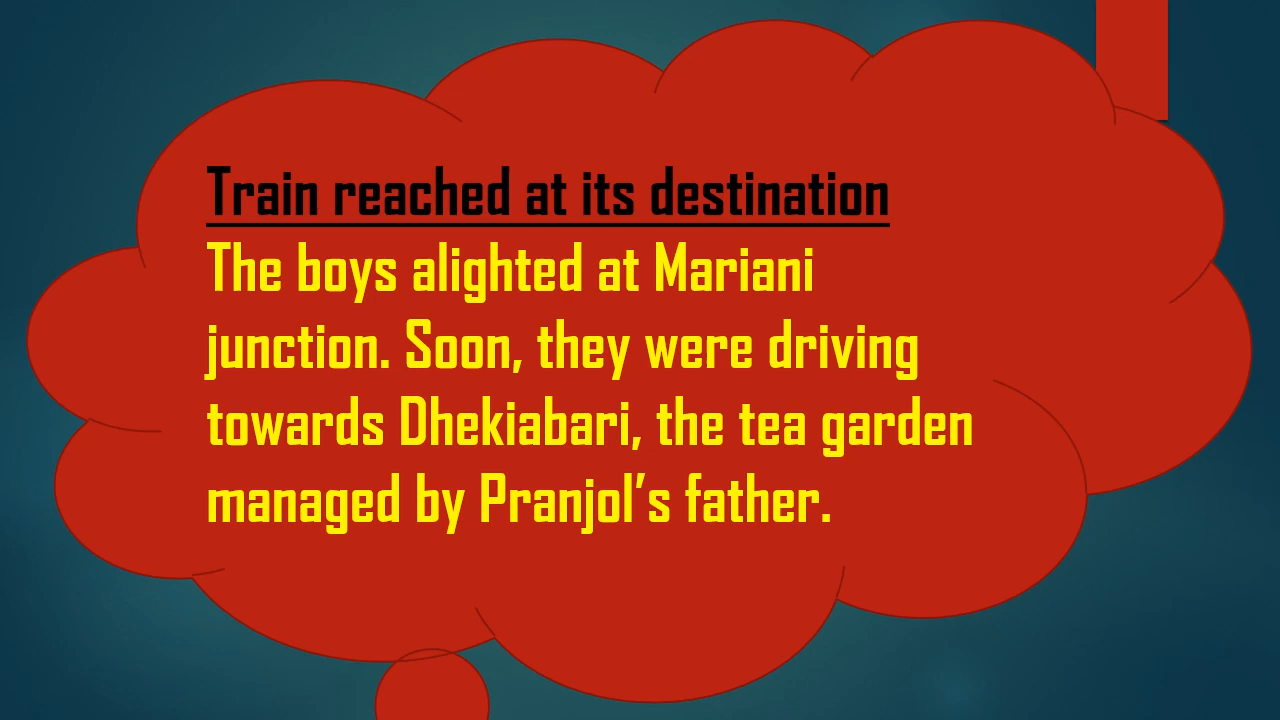 Train reached at its destination
The boys alighted at Mariani
junction. Soon, they were driving
towards Dhekiabari, the tea garden
managed by Pranjol’s father.